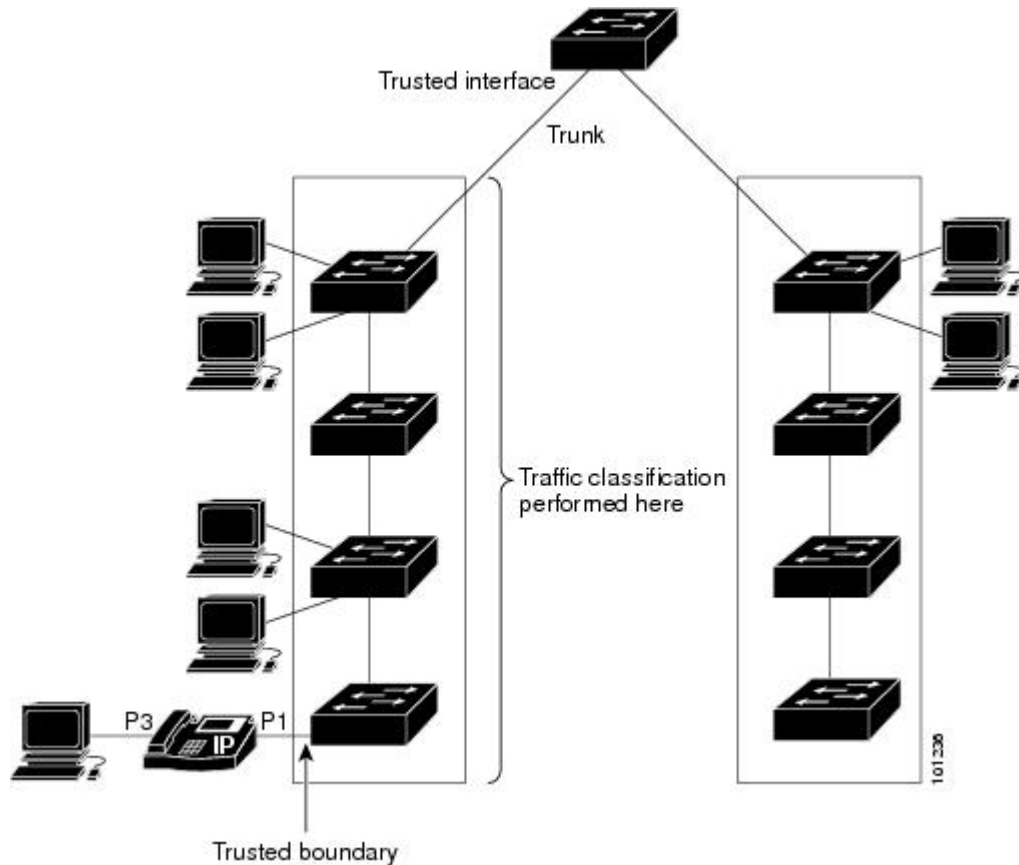 Trusted interface
Trunk
Traffic classification
performed here
P3
IP
P1
101236
Trusted boundary